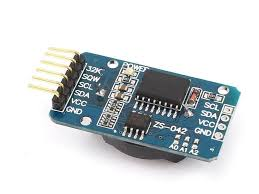 32K
SQW
SCL
SDA
VCC
GND
POWER
ZS-042
A0 A1 A2
SCL
SDA
VCC
GND